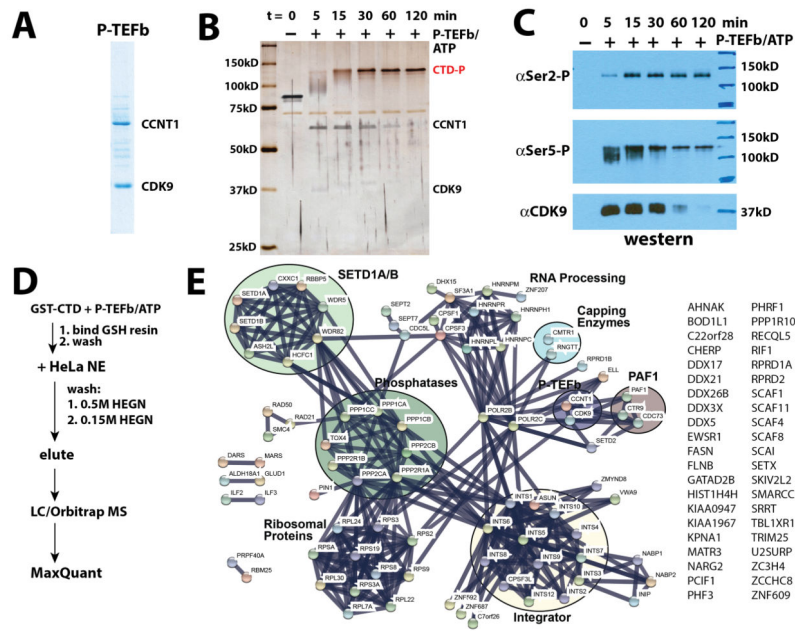 A
P-TEFb
CCNT1
CDK9
B
t = 0 5 15 30 60 120 min
– + + + + + P-TEFb/
ATP
250kD
150kD
100kD
75kD
50kD
37kD
25kD
CTD-P
CCNT1
CDK9
C
0 5 15 30 60 120 min
– + + + + + P-TEFb/ATP
αSer2-P
150kD
100kD
αSer5-P
150kD
100kD
αCDK9
37kD
western
D
GST-CTD + P-TEFb/ATP
1. bind GSH resin
2. wash
+ HeLa NE
wash:
1. 0.5M HEGN
2. 0.15M HEGN
elute
LC/Orbitrap MS
MaxQuant
E
SETD1A/B
CXXC1
RBBP5
SETD1A
WDR5
SETD1B
WDR82
ASH2L
HCFC1
SEPT2
SEPT7
CDC5L
RNA Processing
DHX15
SF3A1
HNRNPM
ZNF207
CPSF1
HNRNPR
HNRNPH1
CPSF3
HNRNPL
HNRNPC
Capping
Enzymes
CMTR1
RNGTT
RPRD1B
ELL
P-TEFb
CCNT1
CDK9
PAF1
PAF1
CTR9
CDC73
SETD2
POLR2B
POLR2C
Phosphatases
PPP1CA
PPP1CC
PPP1CB
TOX4
PPP2CB
PPP2R1B
PPP2CA
PPP2R1A
RAD50
RAD21
SMC4
DARS
MARS
ALDH18A1
GLUD1
ILF2
ILF3
PIN1
Ribosomal
Proteins
RPL24
RPS3
RPS2
RPSA
RPS19
RPS8
RPS9
RPL30
RPS3A
RPL22
RPL7A
PRPF40A
RBM25
INTS1
ASUN
ZMYND8
VWA9
INTS10
INTS6
INTS4
INTS5
INTS8
INTS9
INTS7
INTS3
CPSF3L
INTS2
INTS12
NABP1
NABP2
INIP
ZNF687
C7orf26
Integrator
AHNAK PHRF1
BOD1L1 PPP1R10
C22orf28 RECQL5
CHERP RIF1
DDX17 RPRD1A
DDX21 RPRD2
DDX26B SCAF1
DDX3X SCAF11
DDX5 SCAF4
EWSR1 SCAF8
FASN SCAI
FLNB SETX
GATAD2B SKIV2L2
HIST1H4H SMARCC
KIAA0947 SRRT
KIAA1967 TBL1XR1
KPNA1 TRIM25
MATR3 U2SURP
NARG2 ZC3H4
PCIF1 ZCCHC8
PHF3 ZNF609